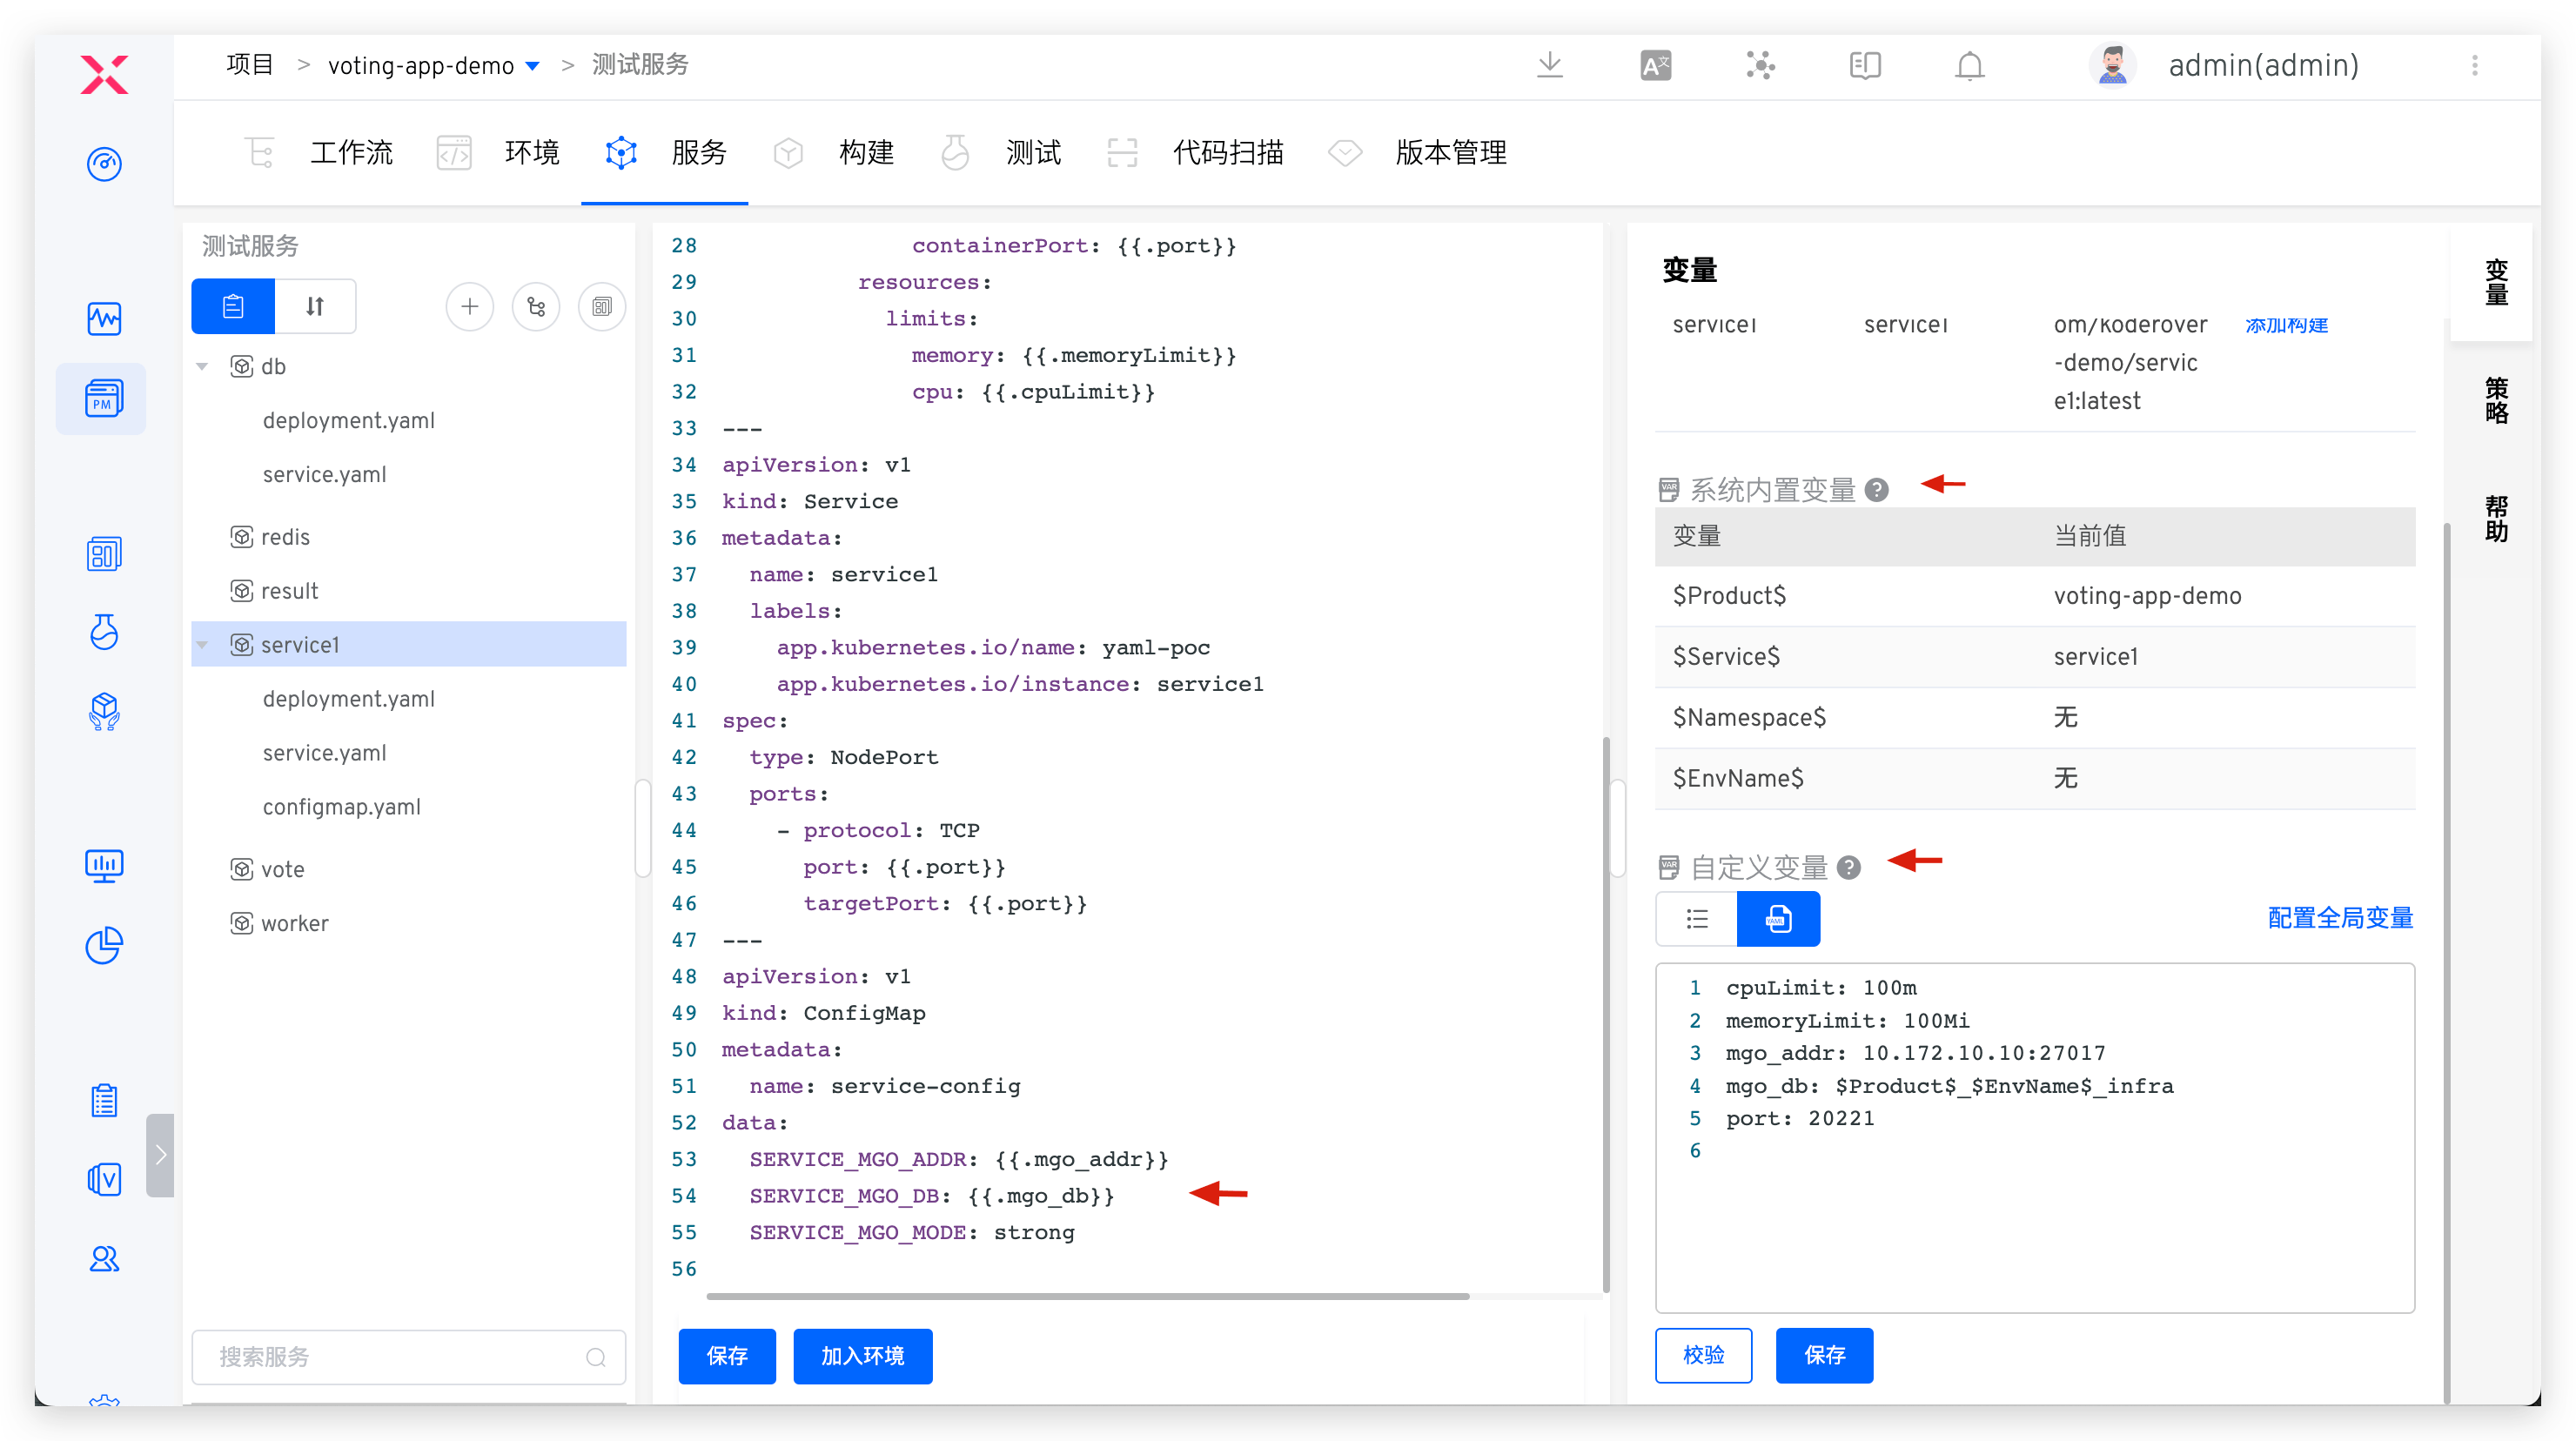 项目 > voting-app-demo > 测试服务
admin(admin)
工作流 环境 服务 构建 测试 代码扫描 版本管理
PM
V
测试服务
db
deployment.yaml
service.yaml
redis
result
service1
deployment.yaml
service.yaml
configmap.yaml
vote
worker
搜索服务
28 containerPort: {{.port}}
29 resources:
30 limits:
31 memory: {{.memoryLimit}}
32 cpu: {{.cpuLimit}}
33 ---
34 apiVersion: v1
35 kind: Service
36 metadata:
37 name: service1
38 labels:
39 app.kubernetes.io/name: yaml-poc
40 app.kubernetes.io/instance: service1
41 spec:
42 type: NodePort
43 ports:
44 - protocol: TCP
45 port: {{.port}}
46 targetPort: {{.port}}
47 ---
48 apiVersion: v1
49 kind: ConfigMap
50 metadata:
51 name: service-config
52 data:
53 SERVICE_MGO_ADDR: {{.mgo_addr}}
54 SERVICE_MGO_DB: {{.mgo_db}}
55 SERVICE_MGO_MODE: strong
56
保存 加入环境
变量
service1 service1 om/koderover 添加构建
-demo/servic
e1:latest
系统内置变量
变量 当前值
$Product$ voting-app-demo
$Service$ service1
$Namespace$ 无
$EnvName$ 无
自定义变量
配置全局变量
1 cpuLimit: 100m
2 memoryLimit: 100Mi
3 mgo_addr: 10.172.10.10:27017
4 mgo_db: $Product$_$EnvName$_infra
5 port: 20221
6
校验 保存
变量
策略
帮助